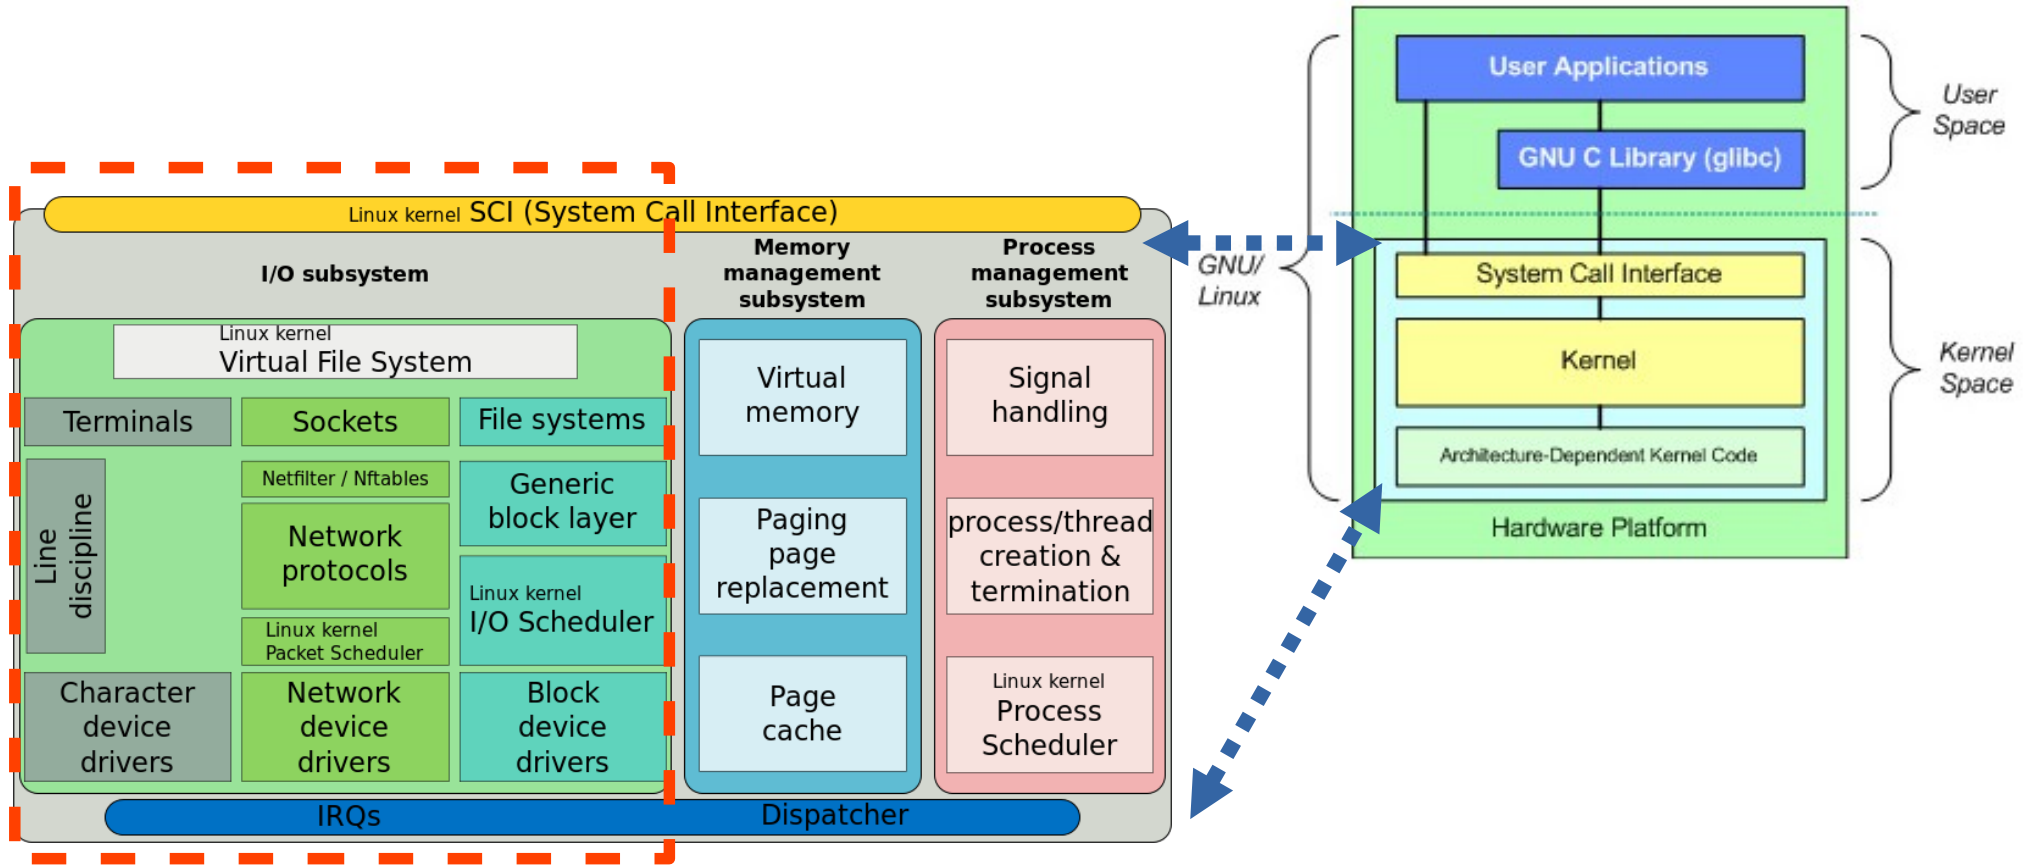 Linux kernel SCI (System Call Interface)
I/O subsystem
Memory
management
subsystem
Process
management
subsystem
Linux kernel
Virtual File System
Terminals
Sockets
File systems
Line
discipline
Netfilter / Nftables
Network
protocols
Linux kernel
Packet Scheduler
Generic
block layer
Linux kernel
I/O Scheduler
Character
device
drivers
Network
device
drivers
Block
device
drivers
Virtual
memory
Paging
page
replacement
Page
cache
Signal
handling
process/thread
creation &
termination
Linux kernel
Process
Scheduler
IRQs
Dispatcher
GNU/
Linux
User Applications
GNU C Library (glibc)
System Call Interface
Kernel
Architecture-Dependent Kernel Code
Hardware Platform
User
Space
Kernel
Space